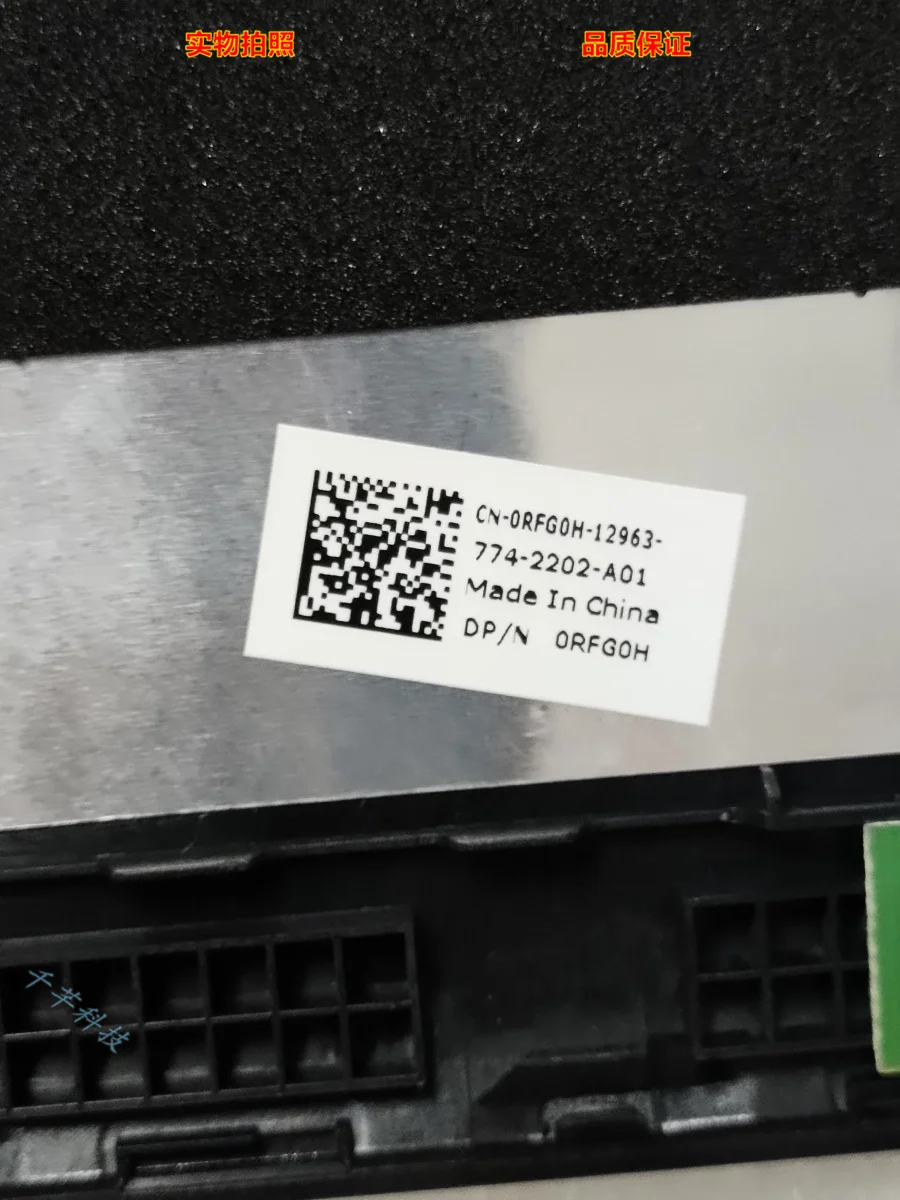 实物拍照
品质保证
CN-0RFG0H-12963-
774-2202-A01
Made In China
DP/N 0RFG0H
千芊科技